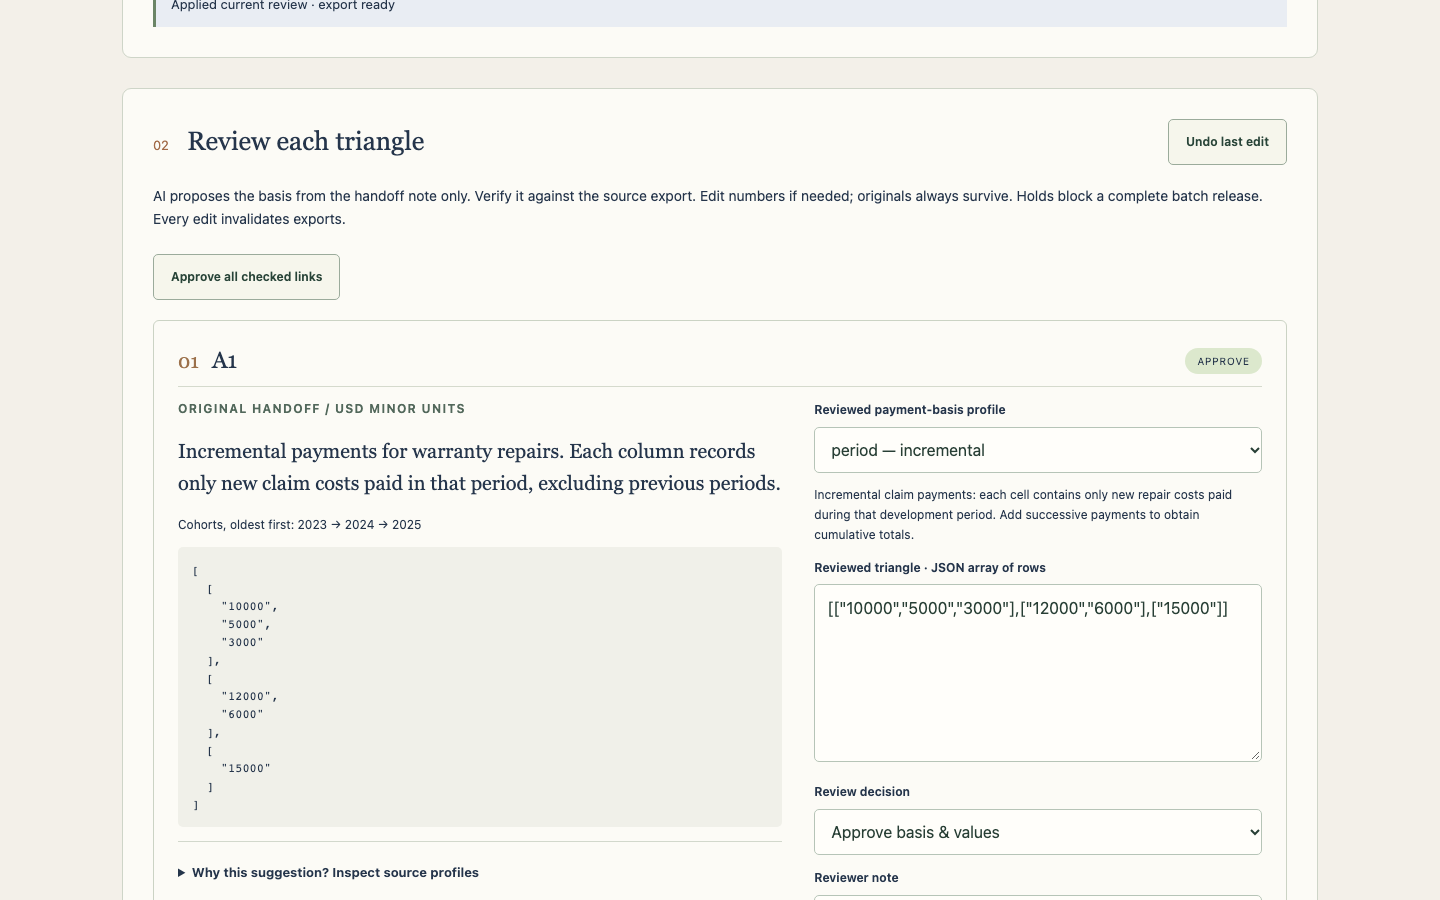 Applied current review · export ready
02 Review each triangle
Undo last edit
AI proposes the basis from the handoff note only. Verify it against the source export. Edit numbers if needed; originals always survive. Holds block a complete batch release.
Every edit invalidates exports.
Approve all checked links
01 A1
APPROVE
ORIGINAL HANDOFF / USD MINOR UNITS
Incremental payments for warranty repairs. Each column records
only new claim costs paid in that period, excluding previous periods.
Cohorts, oldest first: 2023 → 2024 → 2025
[
[
"10000",
"5000",
"3000"
],
[
"12000",
"6000"
],
[
"15000"
]
]
▶ Why this suggestion? Inspect source profiles
Reviewed payment-basis profile
period — incremental
Incremental claim payments: each cell contains only new repair costs paid
during that development period. Add successive payments to obtain
cumulative totals.
Reviewed triangle · JSON array of rows
[["10000","5000","3000"],["12000","6000"],["15000"]]
Review decision
Approve basis & values
Reviewer note